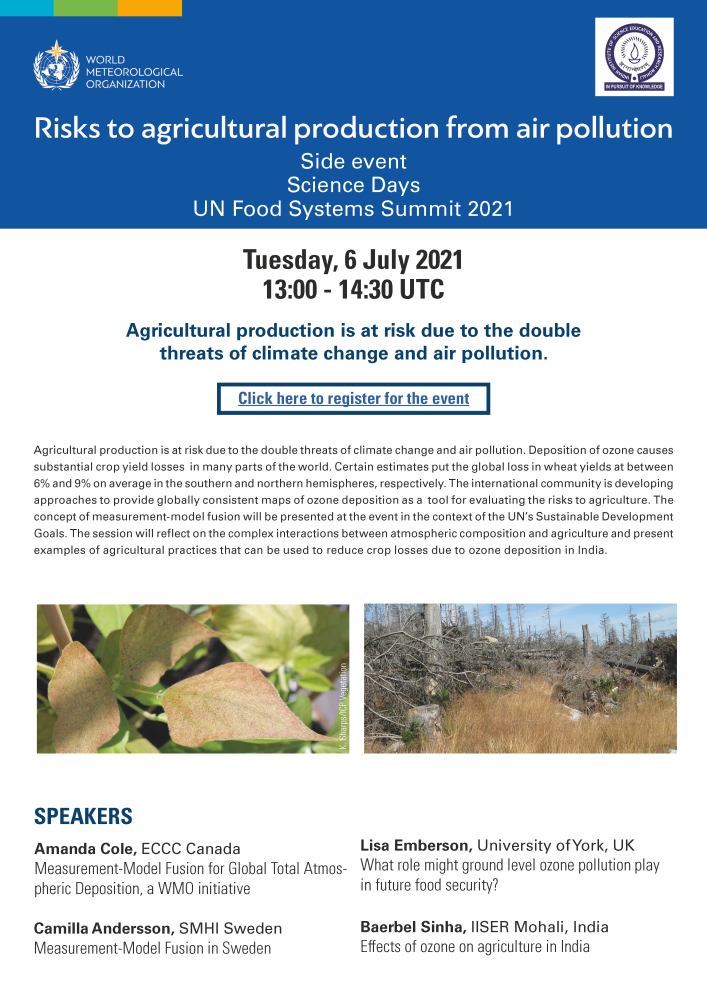 WORLD
METEOROLOGICAL
ORGANIZATION
INDIAN INSTITUTE OF SCIENCE EDUCATION AND RESEARCH MOHALI
IN PURSUIT OF KNOWLEDGE
Risks to agricultural production from air pollution
Side event
Science Days
UN Food Systems Summit 2021
Tuesday, 6 July 2021
13:00 - 14:30 UTC
Agricultural production is at risk due to the double
threats of climate change and air pollution.
Click here to register for the event
Agricultural production is at risk due to the double threats of climate change and air pollution. Deposition of ozone causes
substantial crop yield losses in many parts of the world. Certain estimates put the global loss in wheat yields at between
6% and 9% on average in the southern and northern hemispheres, respectively. The international community is developing
approaches to provide globally consistent maps of ozone deposition as a tool for evaluating the risks to agriculture. The
concept of measurement-model fusion will be presented at the event in the context of the UN's Sustainable Development
Goals. The session will reflect on the complex interactions between atmospheric composition and agriculture and present
examples of agricultural practices that can be used to reduce crop losses due to ozone deposition in India.
K. Sharps/ICP Vegetation
SPEAKERS
Amanda Cole, ECCC Canada
Measurement-Model Fusion for Global Total Atmos-
pheric Deposition, a WMO initiative
Camilla Andersson, SMHI Sweden
Measurement-Model Fusion in Sweden
Lisa Emberson, University of York, UK
What role might ground level ozone pollution play
in future food security?
Baerbel Sinha, IISER Mohali, India
Effects of ozone on agriculture in India